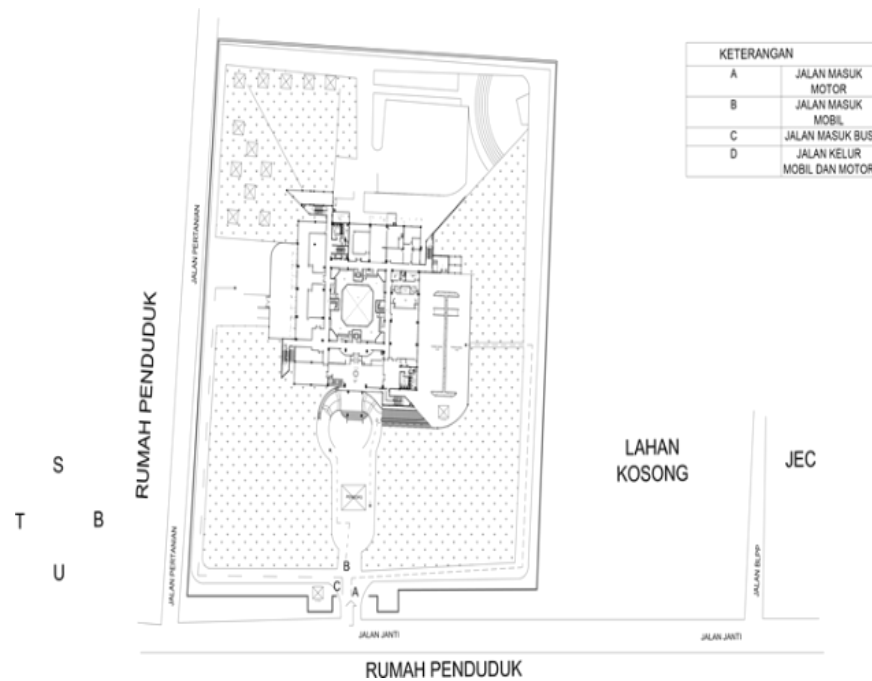 KETERANGAN
A JALAN MASUK
MOTOR
B JALAN MASUK
MOBIL
C JALAN MASUK BUS
D JALAN KELUR
MOBIL DAN MOTOR
JALAN PERTANIAN
RUMAH PENDUDUK
S
T B
U
LAHAN
KOSONG
JEC
JALAN PERTANIAN
JALAN BLPP
B
C A
JALAN JANTI
JALAN JANTI
RUMAH PENDUDUK